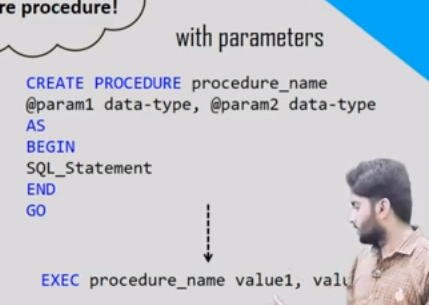 re procedure!
with parameters
CREATE PROCEDURE procedure_name
@param1 data-type, @param2 data-type
AS
BEGIN
SQL_Statement
END
GO
EXEC procedure_name value1,